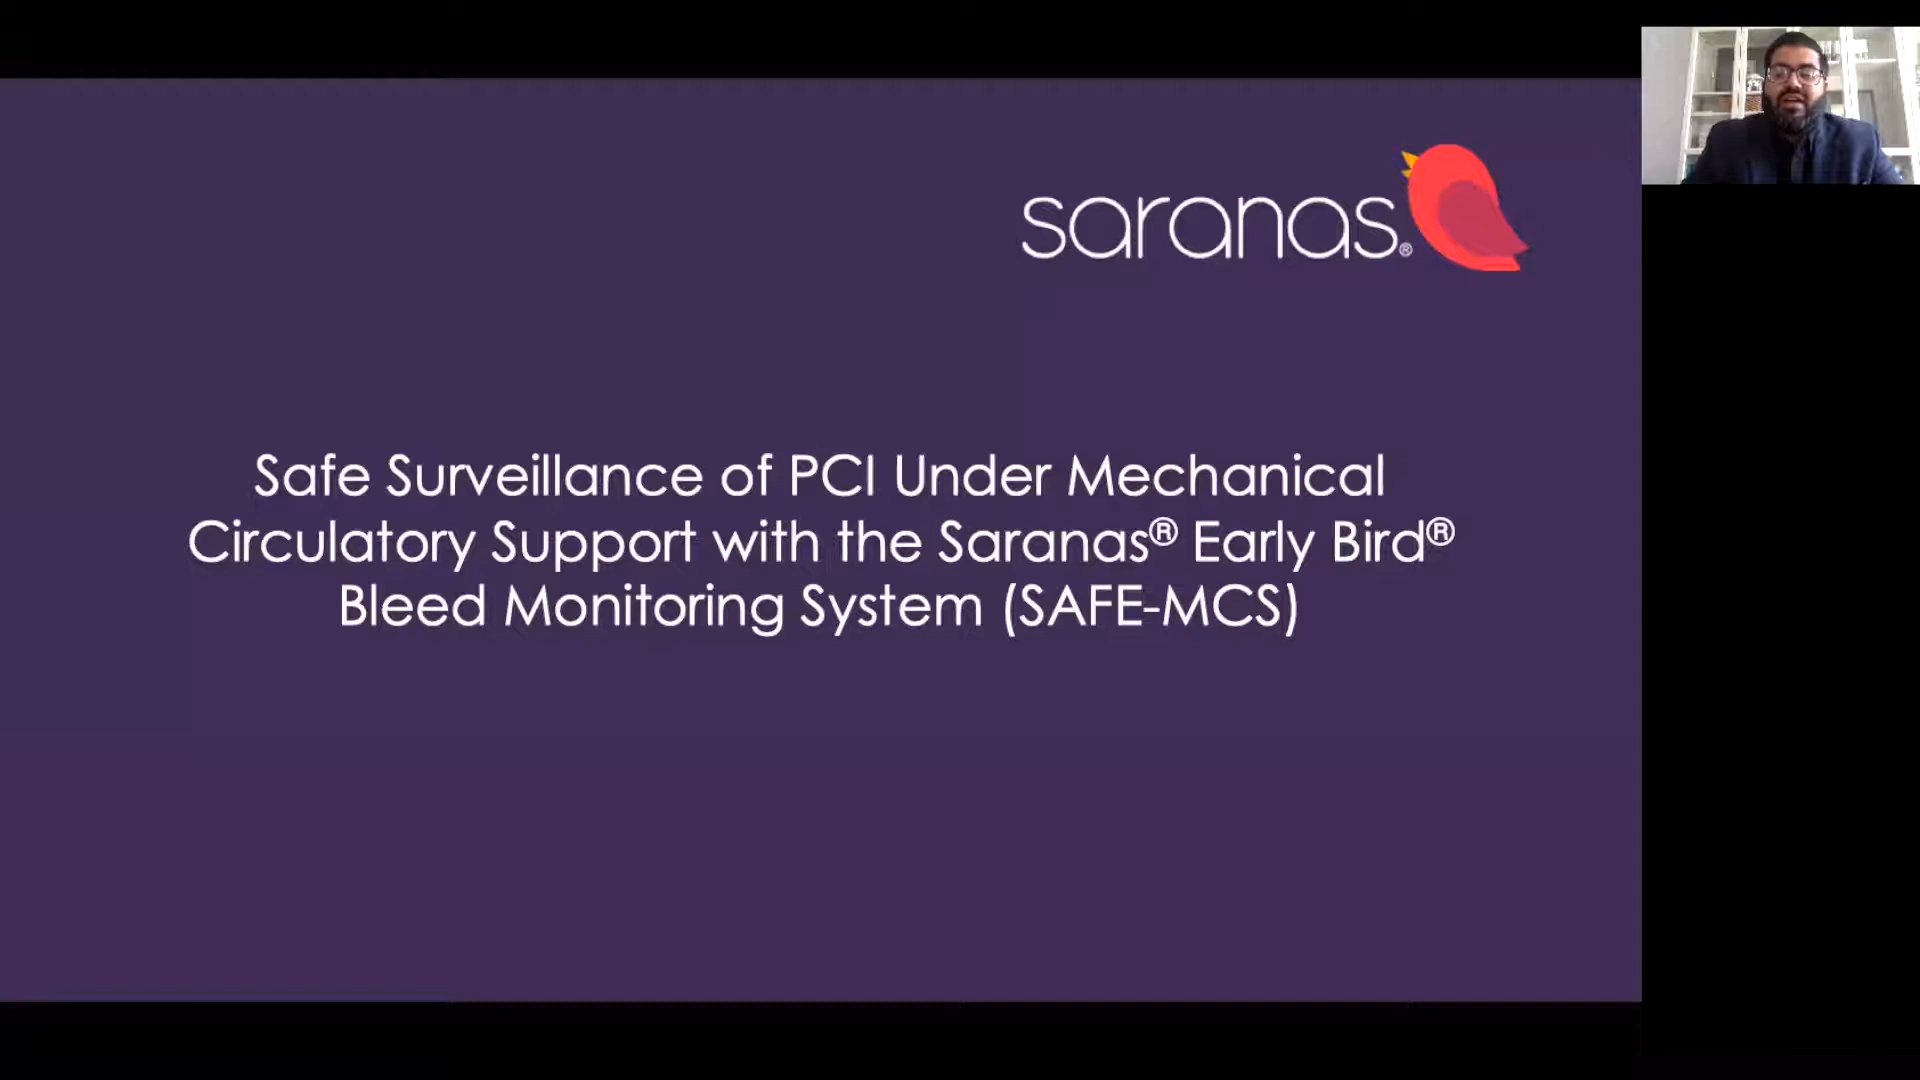 saranas®
Safe Surveillance of PCI Under Mechanical
Circulatory Support with the Saranas® Early Bird®
Bleed Monitoring System (SAFE-MCS)